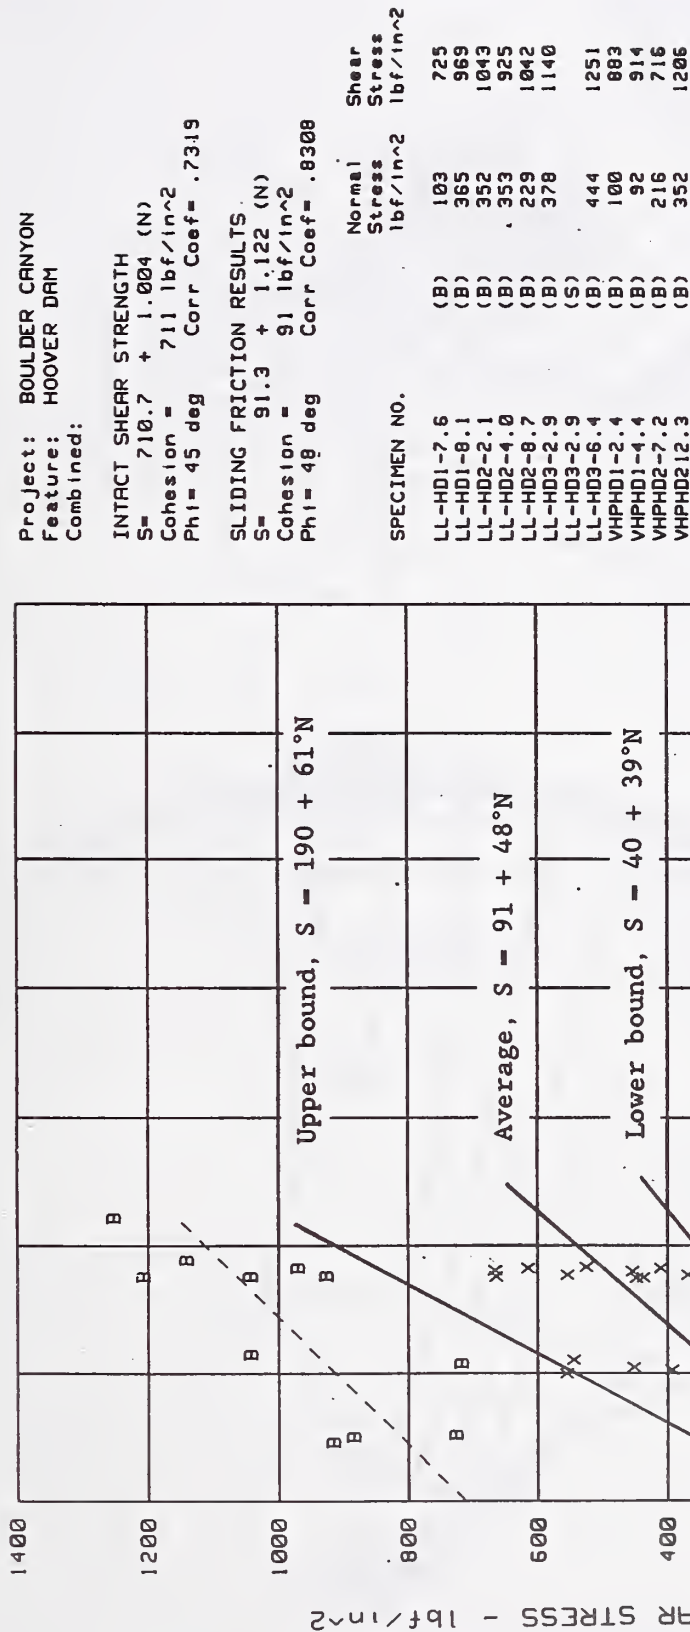 Project: BOULDER CANYON
Feature: HOOVER DAM
Combined:
INTACT SHEAR STRENGTH
S= 710.7 + 1.004 (N)
Cohesion = 711 lbf/in^2
Phi= 45 deg Corr Coef= .7319
SLIDING FRICTION RESULTS
S= 91.3 + 1.122 (N)
Cohesion = 91 lbf/in^2
Phi= 48 deg Corr Coef= .8308
Normal Shear
Stress Stress
SPECIMEN NO. lbf/in^2 lbf/in^2
LL-HD1-7.6 (B) 103 725
LL-HD1-8.1 (B) 365 969
LL-HD2-2.1 (B) 352 1043
LL-HD2-4.0 (B) 353 925
LL-HD2-8.7 (B) 229 1042
LL-HD3-2.9 (B) 378 1140
LL-HD3-2.9 (S)
LL-HD3-6.4 (B) 444 1251
VHPHD1-2.4 (B) 100 883
VHPHD1-4.4 (B) 92 914
VHPHD2-7.2 (B) 216 716
VHPHD212.3 (B) 352 1206
1400
1200
1000
800
600
400
AR STRESS - lbf/in^2
Upper bound, S = 190 + 61°N
Average, S = 91 + 48°N
Lower bound, S = 40 + 39°N
B
B
B
B
B
B
B
B
B
B
B
X
X
X
X
X
X
X
X
X
X
X
X
X